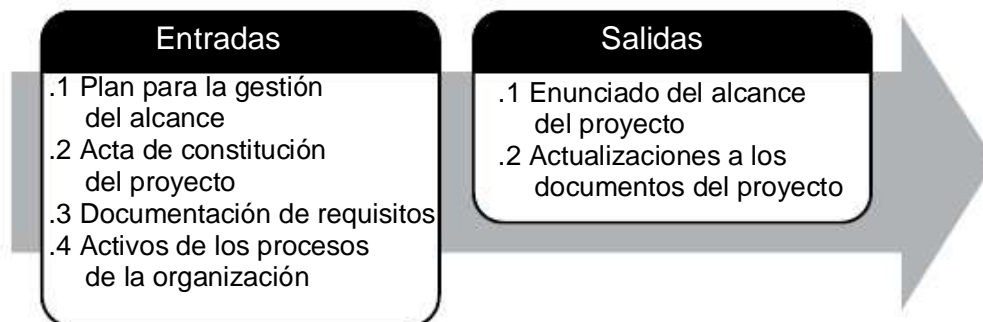 Entradas
.1 Plan para la gestión
del alcance
.2 Acta de constitución
del proyecto
.3 Documentación de requisitos
.4 Activos de los procesos
de la organización
Salidas
.1 Enunciado del alcance
del proyecto
.2 Actualizaciones a los
documentos del proyecto